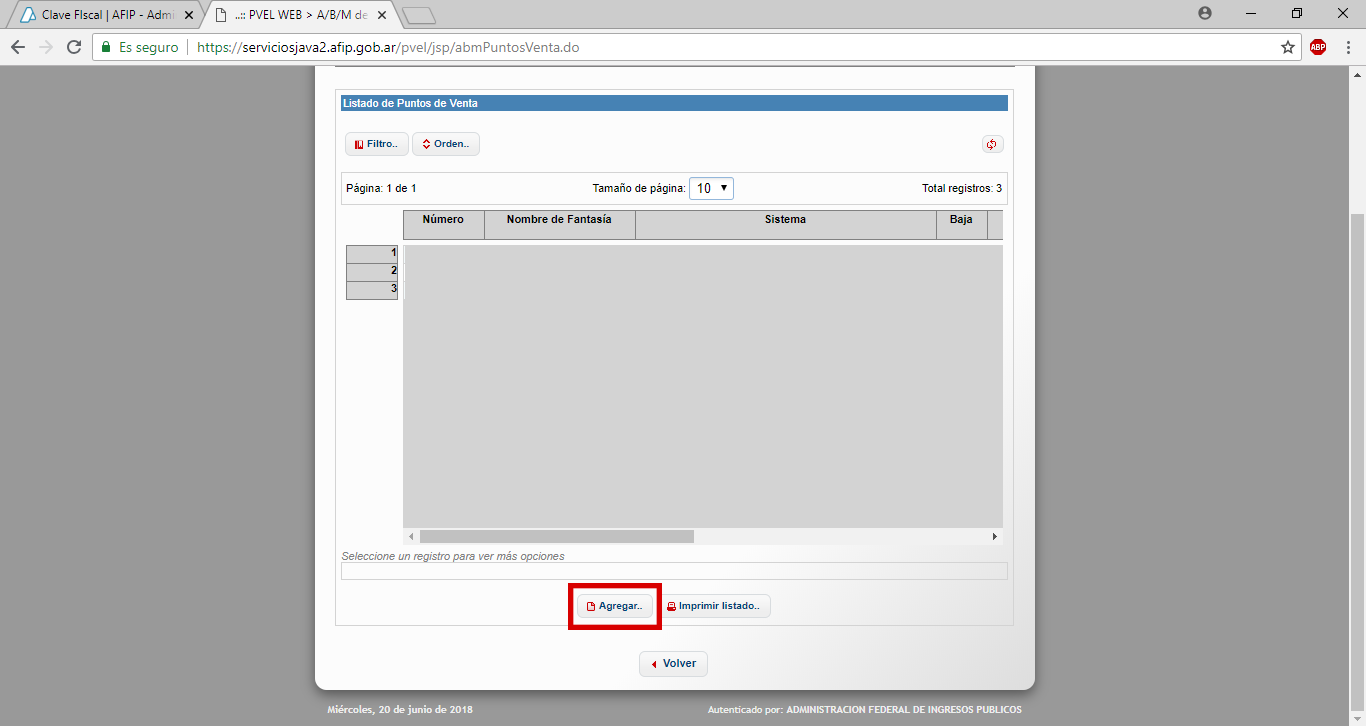 Clave FIscal | AFIP - Admi
..:: PVEL WEB > A/B/M de
Es seguro
https://serviciosjava2.afip.gob.ar/pvel/jsp/abmPuntosVenta.do
ABP
Listado de Puntos de Venta
Filtro.. Orden..
Página: 1 de 1 Tamaño de página: 10 Total registros: 3
Número Nombre de Fantasía Sistema Baja
1
2
3
Seleccione un registro para ver más opciones
Agregar.. Imprimir listado..
Volver
Miércoles, 20 de junio de 2018 Autenticado por: ADMINISTRACION FEDERAL DE INGRESOS PUBLICOS